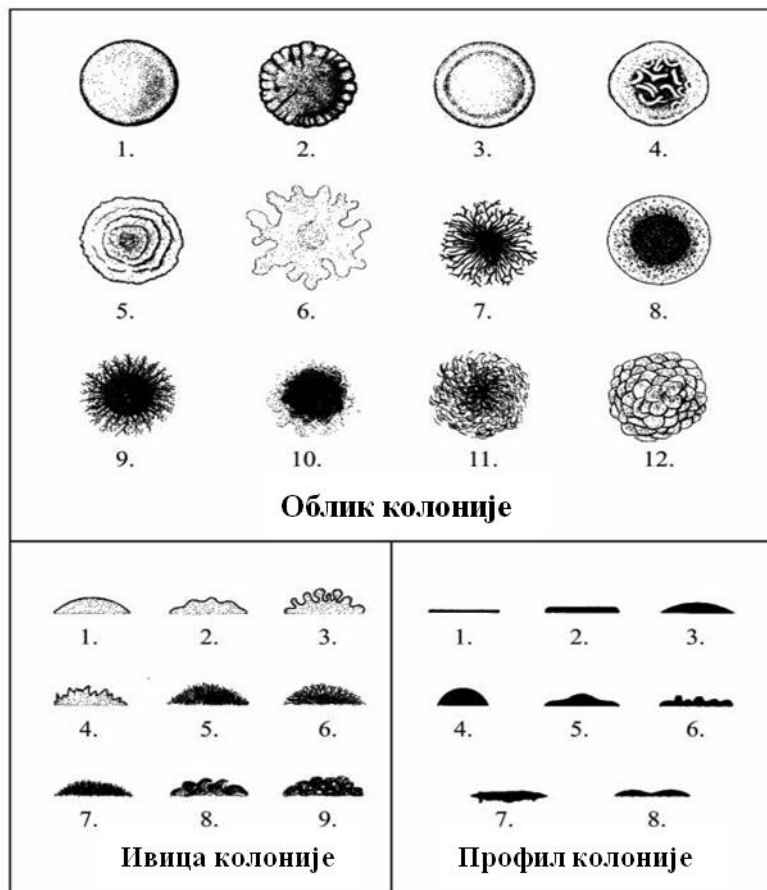 1. 2. 3. 4.
5. 6. 7. 8.
9. 10. 11. 12.
Облик колоније
1. 2. 3.
4. 5. 6.
7. 8. 9.
Ивица колоније
1. 2. 3.
4. 5. 6.
7. 8.
Профил колоније